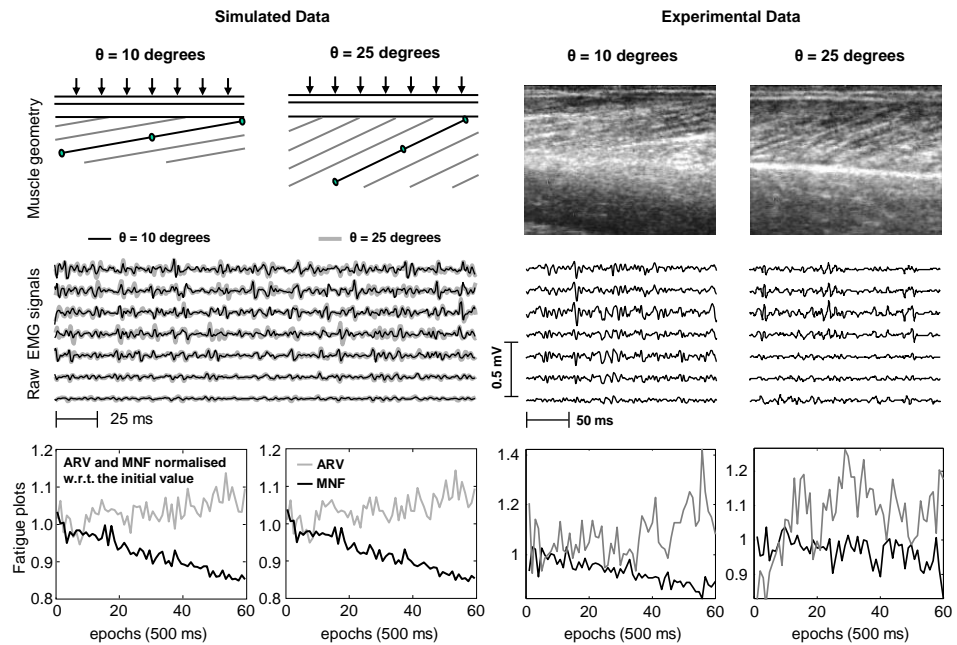 Simulated Data
Experimental Data
θ = 10 degrees
θ = 25 degrees
θ = 10 degrees
θ = 25 degrees
Muscle geometry
θ = 10 degrees
θ = 25 degrees
Raw EMG signals
25 ms
0.5 mV
50 ms
Fatigue plots
1.2
1.1
1.0
0.9
0.8
ARV and MNF normalised
w.r.t. the initial value
0
20
40
60
epochs (500 ms)
1.2
1.1
1.0
0.9
0.8
ARV
MNF
0
20
40
60
epochs (500 ms)
1.4
1.2
1
0
20
40
60
epochs (500 ms)
1.2
1.1
1
0.9
0
20
40
60
epochs (500 ms)